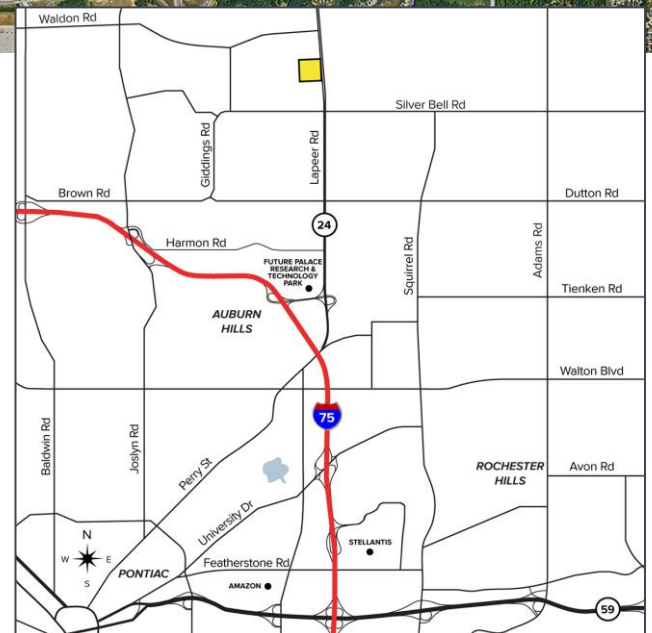 Waldon Rd
Silver Bell Rd
Giddings Rd
Lapeer Rd
Brown Rd
Dutton Rd
24
Harmon Rd
Squirrel Rd
Adams Rd
FUTURE PALACE
RESEARCH &
TECHNOLOGY
PARK
Tienken Rd
AUBURN
HILLS
Walton Blvd
75
Baldwin Rd
Joslyn Rd
Perry St
ROCHESTER
HILLS
Avon Rd
University Dr
N
W E
S
STELLANTIS
Featherstone Rd
PONTIAC
AMAZON
59